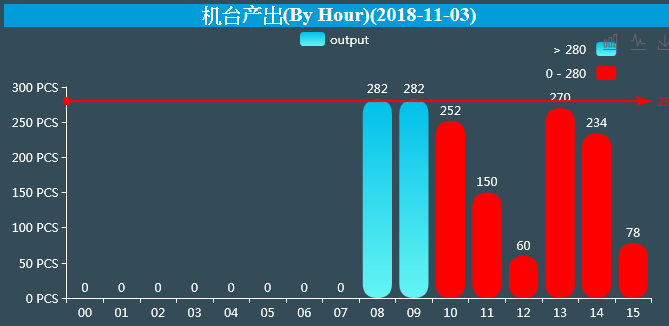 机台产出(By Hour)(2018-11-03)
output
> 280
0 - 280
300 PCS
250 PCS
200 PCS
150 PCS
100 PCS
50 PCS
0 PCS
0 0 0 0 0 0 0 0 282 282 252 150 60 270 234 78
00 01 02 03 04 05 06 07 08 09 10 11 12 13 14 15